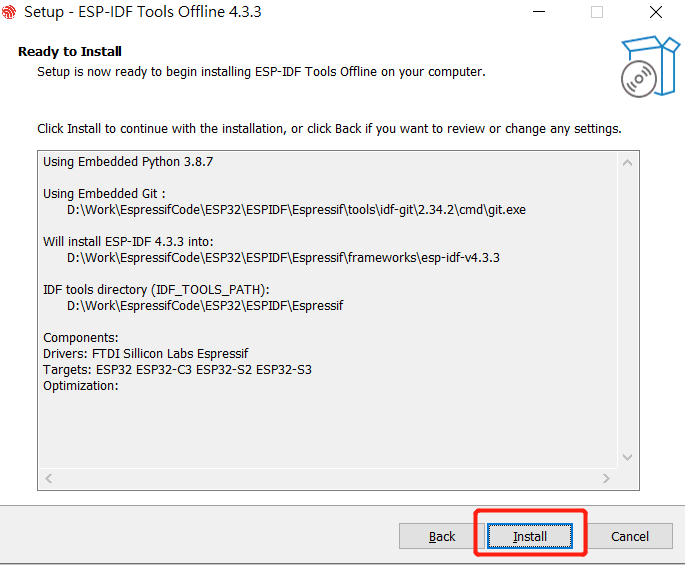 Setup - ESP-IDF Tools Offline 4.3.3
Ready to Install
Setup is now ready to begin installing ESP-IDF Tools Offline on your computer.
Click Install to continue with the installation, or click Back if you want to review or change any settings.
Using Embedded Python 3.8.7
Using Embedded Git :
D:\Work\EspressifCode\ESP32\ESPIDF\Espressif\tools\idf-git\2.34.2\cmd\git.exe
Will install ESP-IDF 4.3.3 into:
D:\Work\EspressifCode\ESP32\ESPIDF\Espressif\frameworks\esp-idf-v4.3.3
IDF tools directory (IDF_TOOLS_PATH):
D:\Work\EspressifCode\ESP32\ESPIDF\Espressif
Components:
Drivers: FTDI Sillicon Labs Espressif
Targets: ESP32 ESP32-C3 ESP32-S2 ESP32-S3
Optimization:
Back Install Cancel